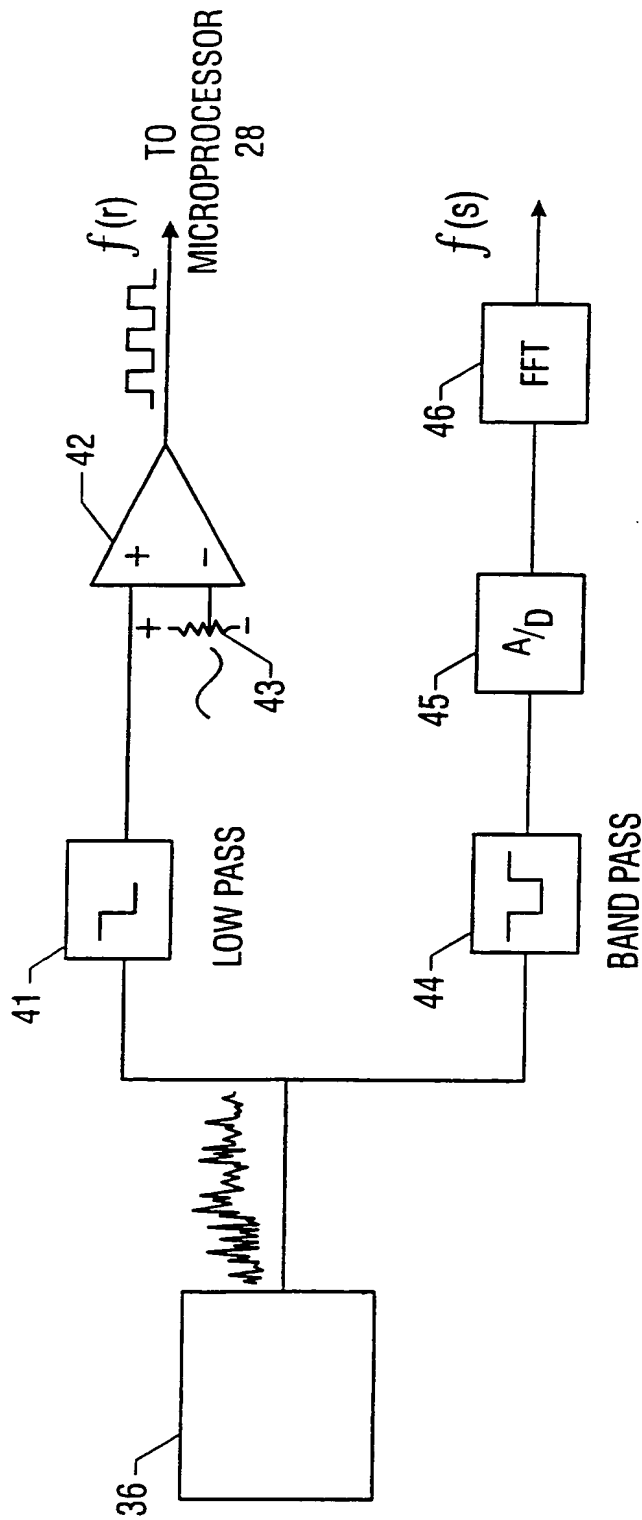 36
41
LOW PASS
42
+
-
+
-
43
f(r)
TO
MICROPROCESSOR
28
44
BAND PASS
45
A/D
46
FFT
f(s)